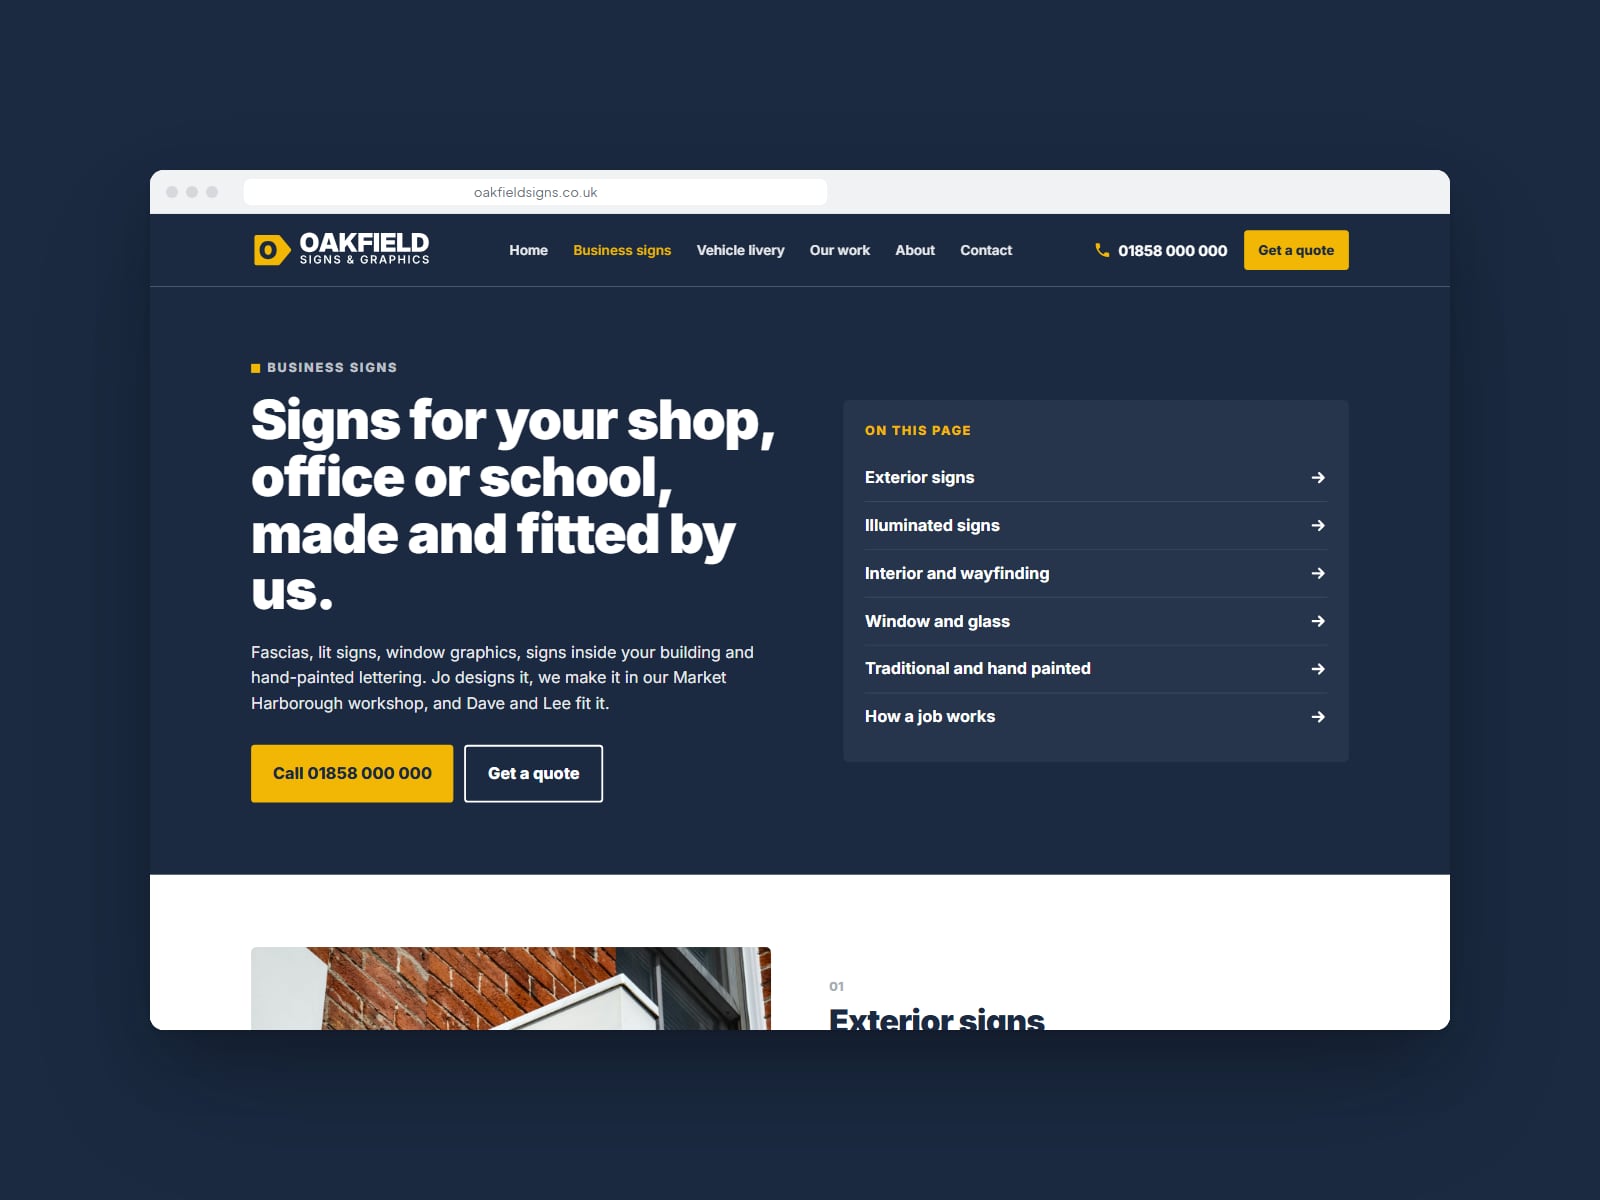 oakfieldsigns.co.uk
O
OAKFIELD
SIGNS & GRAPHICS
Home
Business signs
Vehicle livery
Our work
About
Contact
01858 000 000
Get a quote
BUSINESS SIGNS
Signs for your shop,
office or school,
made and fitted by
us.
Fascias, lit signs, window graphics, signs inside your building and
hand-painted lettering. Jo designs it, we make it in our Market
Harborough workshop, and Dave and Lee fit it.
Call 01858 000 000
Get a quote
ON THIS PAGE
Exterior signs
Illuminated signs
Interior and wayfinding
Window and glass
Traditional and hand painted
How a job works
01
Exterior signs